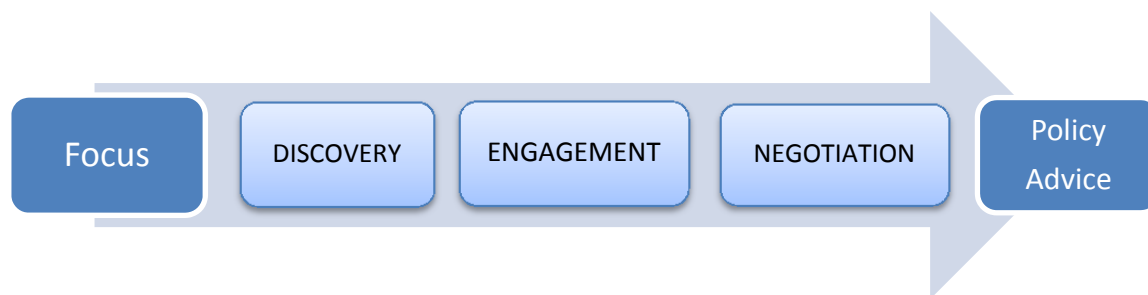 Focus
DISCOVERY
ENGAGEMENT
NEGOTIATION
Policy
Advice